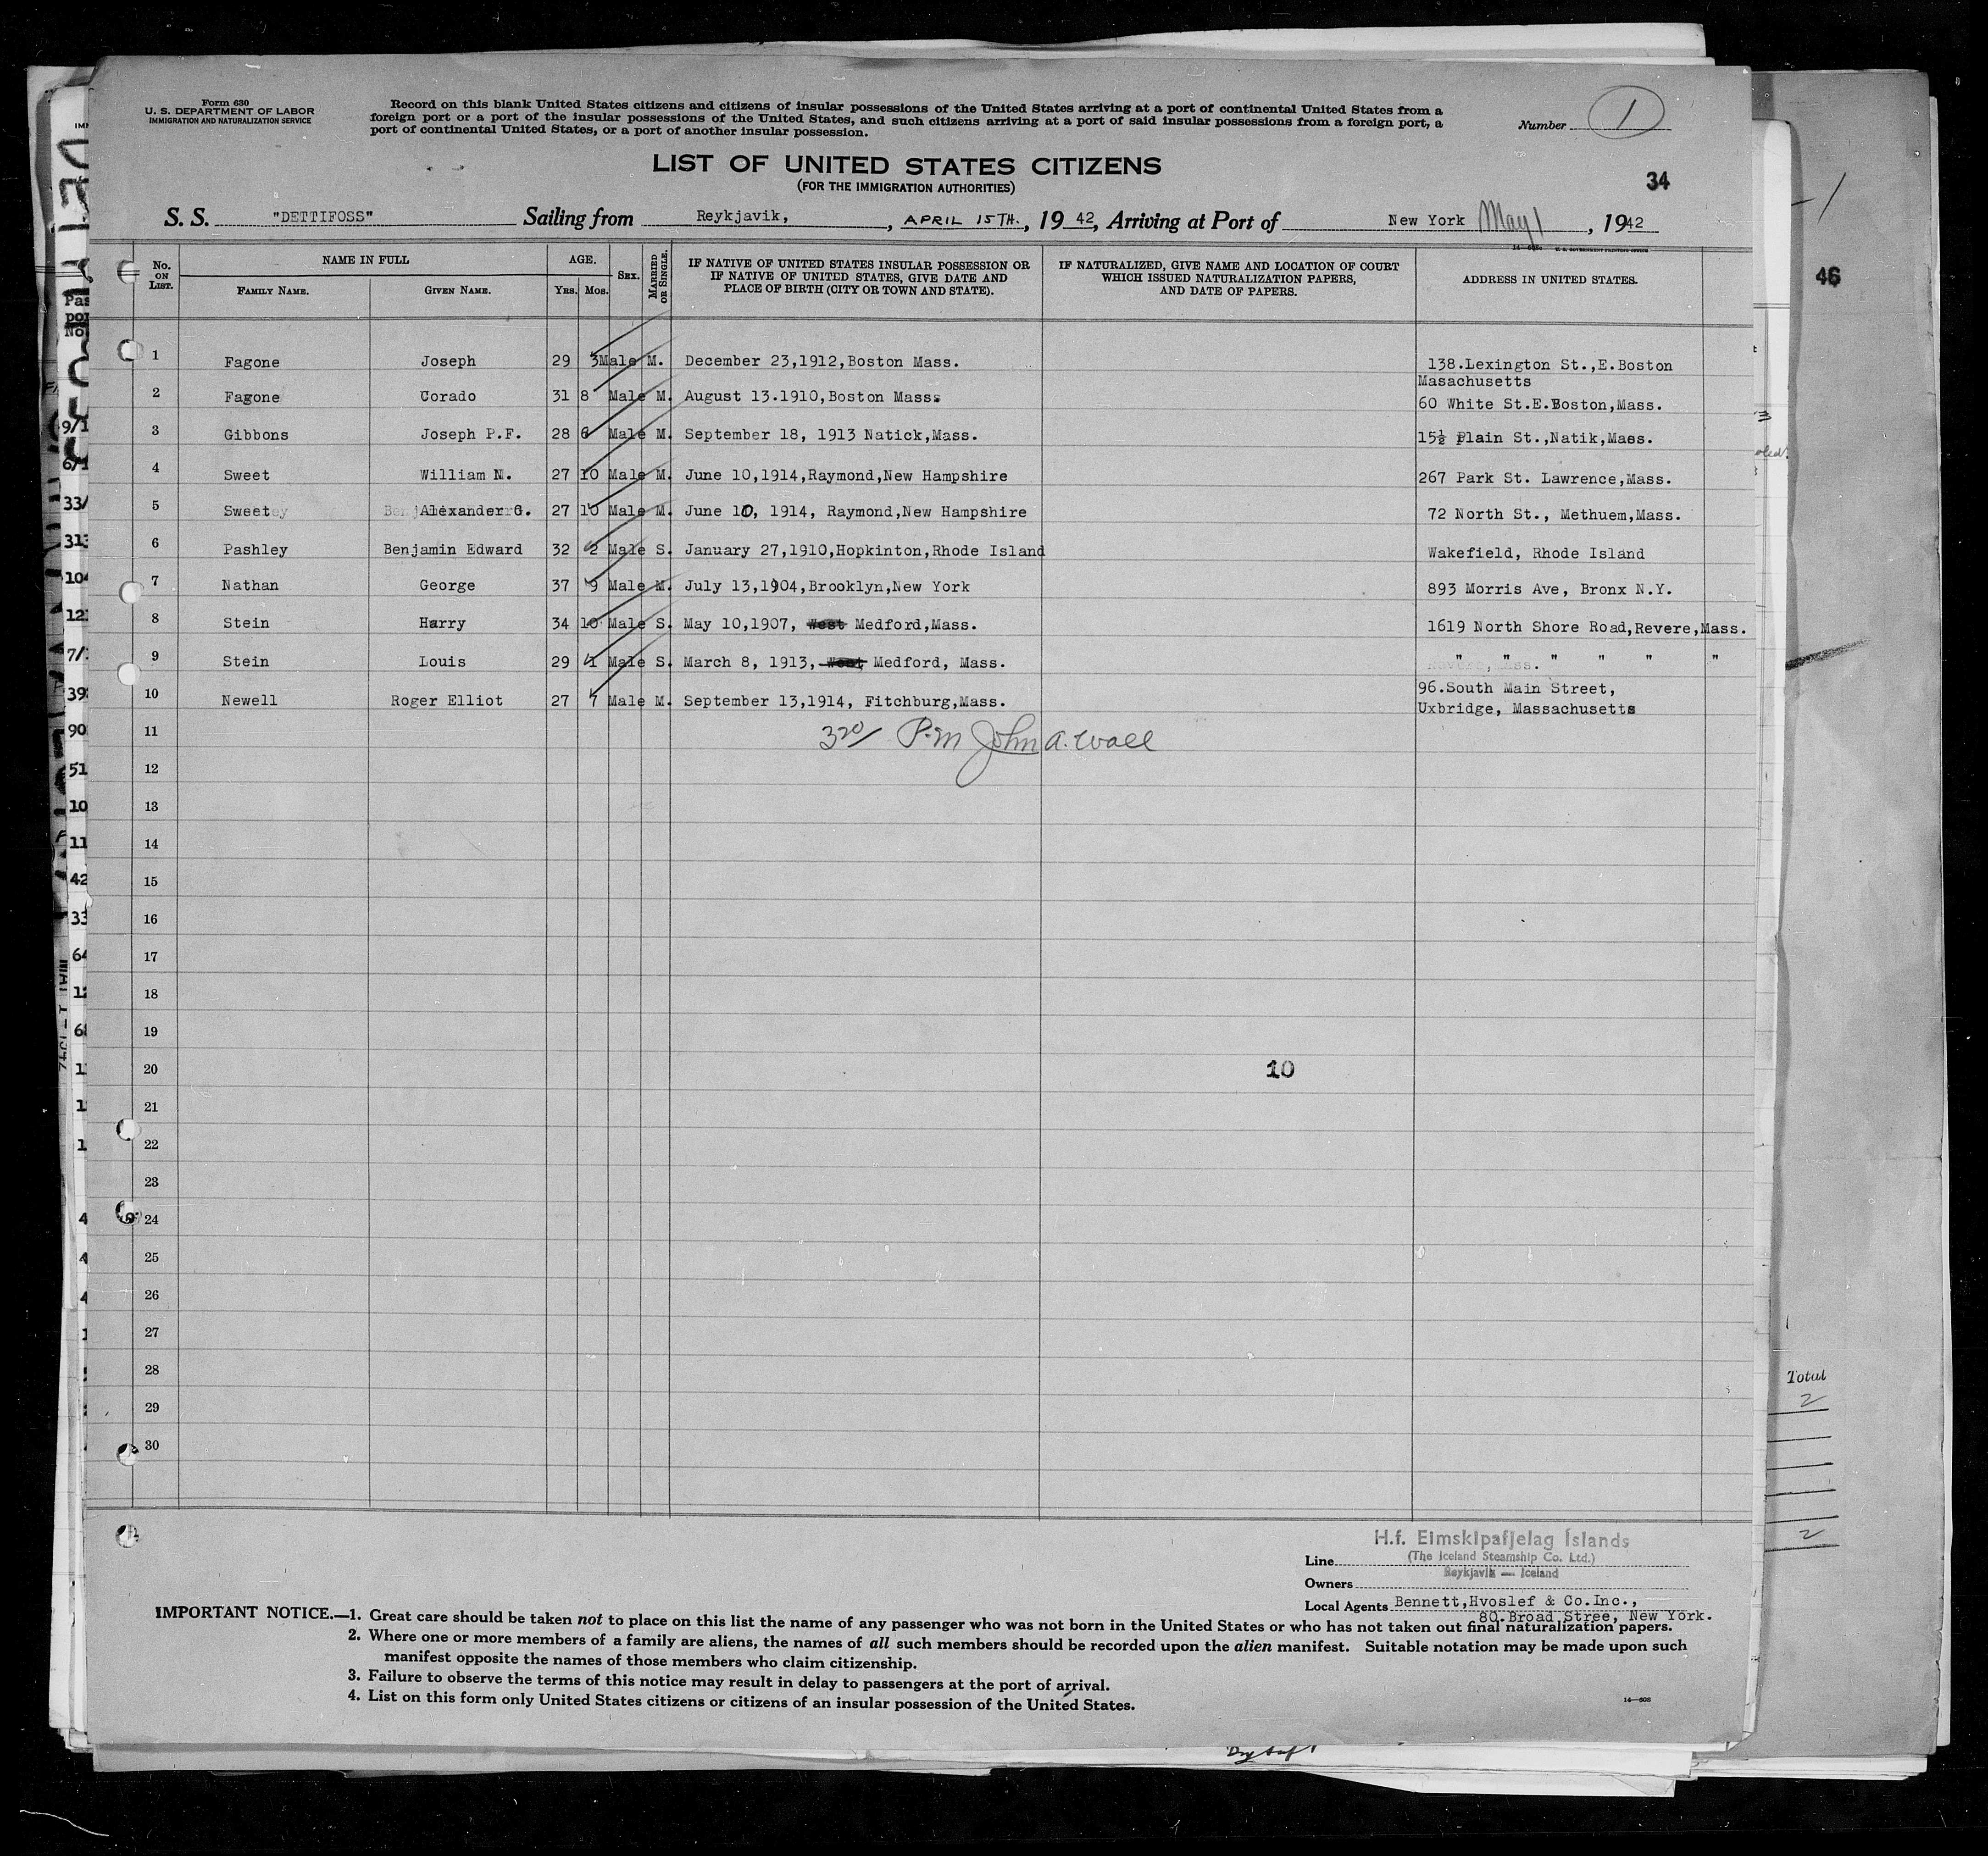 Form 630
U. S. DEPARTMENT OF LABOR
IMMIGRATION AND NATURALIZATION SERVICE
Record on this blank United States citizens and citizens of insular possessions of the United States arriving at a port of continental United States from a
foreign port or a port of the insular possessions of the United States, and such citizens arriving at a port of said insular possessions from a foreign port, a
port of continental United States, or a port of another insular possession.
Number 1
LIST OF UNITED STATES CITIZENS
(FOR THE IMMIGRATION AUTHORITIES)
34
S. S. "DETTIFOSS" Sailing from Reykjavik, , APRIL 15TH. , 19 42, Arriving at Port of New York May 1 , 1942
No. ON LIST. NAME IN FULL FAMILY NAME. GIVEN NAME. AGE. YRS. MOS. SEX. MARRIED OR SINGLE. IF NATIVE OF UNITED STATES INSULAR POSSESSION OR IF NATIVE OF UNITED STATES, GIVE DATE AND PLACE OF BIRTH (CITY OR TOWN AND STATE). IF NATURALIZED, GIVE NAME AND LOCATION OF COURT WHICH ISSUED NATURALIZATION PAPERS, AND DATE OF PAPERS. ADDRESS IN UNITED STATES.
46
1 Fagone Joseph 29 3 Male M. December 23,1912,Boston Mass. 138.Lexington St.,E.Boston
Masachusetts
2 Fagone Corado 31 8 Male M. August 13.1910,Boston Masss 60 White St.E.Boston,Mass.
3 Gibbons Joseph P.F. 28 6 Male M. September 18, 1913 Natick,Mass. 15½ Plain St.,Natik,Mass.
4 Sweet William N. 27 10 Male M. June 10,1914,Raymond,New Hampshire 267 Park St. Lawrence,Mass.
5 Sweet Alexander G. 27 10 Male M. June 10, 1914, Raymond,New Hampshire 72 North St., Methuem,Mass.
6 Pashley Benjamin Edward 32 2 Male S. January 27,1910,Hopkinton,Rhode Island Wakefield, Rhode Island
7 Nathan George 37 9 Male M. July 13,1904,Brooklyn,New York 893 Morris Ave, Bronx N.Y.
8 Stein Harry 34 10 Male S. May 10,1907, West Medford,Mass. 1619 North Shore Road,Revere,Mass.
9 Stein Louis 29 1 Male S. March 8, 1913, West Medford, Mass. " " " " " "
10 Newell Roger Elliot 27 7 Male M. September 13,1914, Fitchburg,Mass. 96.South Main Street,
Uxbridge, Massachusetts
11 320/ P.M John A. Wall
12
13
14
15
16
17
18
19
20 10
21
22
23
24
25
26
27
28
29
30
Total
2
2
H.f. Eimskipafjelag Íslands
Line (The Iceland Steamship Co. Ltd.)
Reykjavik — Iceland
Owners
Local Agents Bennett,Hvoslef & Co.Inc.,
80.Broad Stree, New York.
IMPORTANT NOTICE.—1. Great care should be taken not to place on this list the name of any passenger who was not born in the United States or who has not taken out final naturalization papers.
2. Where one or more members of a family are aliens, the names of all such members should be recorded upon the alien manifest. Suitable notation may be made upon such
manifest opposite the names of those members who claim citizenship.
3. Failure to observe the terms of this notice may result in delay to passengers at the port of arrival.
4. List on this form only United States citizens or citizens of an insular possession of the United States.
14—608